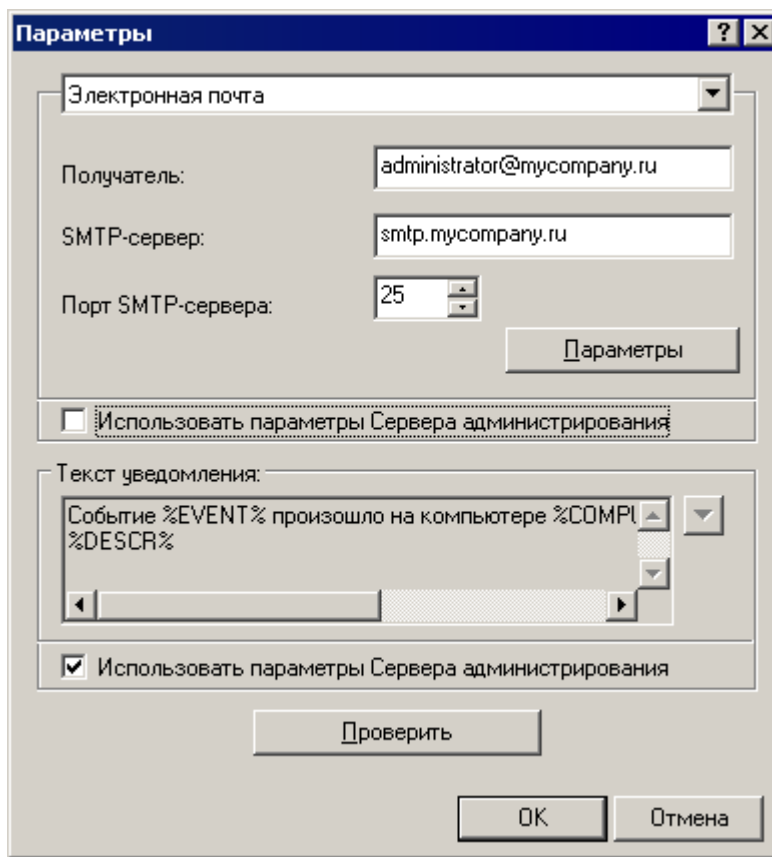 Параметры
Электронная почта
Получатель: administrator@mycompany.ru
SMTP-сервер: smtp.mycompany.ru
Порт SMTP-сервера: 25
Параметры
Использовать параметры Сервера администрирования
Текст уведомления:
Событие %EVENT% произошло на компьютере
%DESCR%
Использовать параметры Сервера администрирования
Проверить
OK Отмена